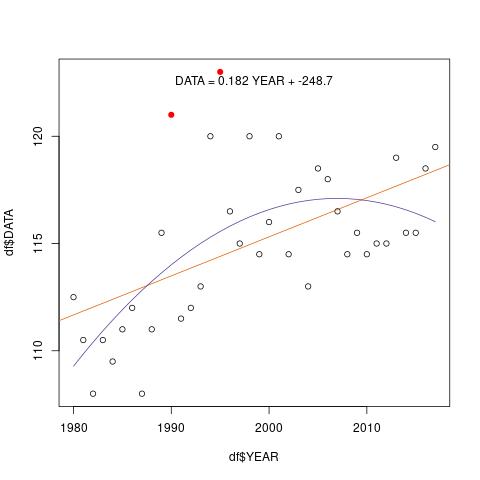 DATA = 0.182 YEAR + -248.7
df$DATA
120
115
110
1980
1990
2000
2010
df$YEAR